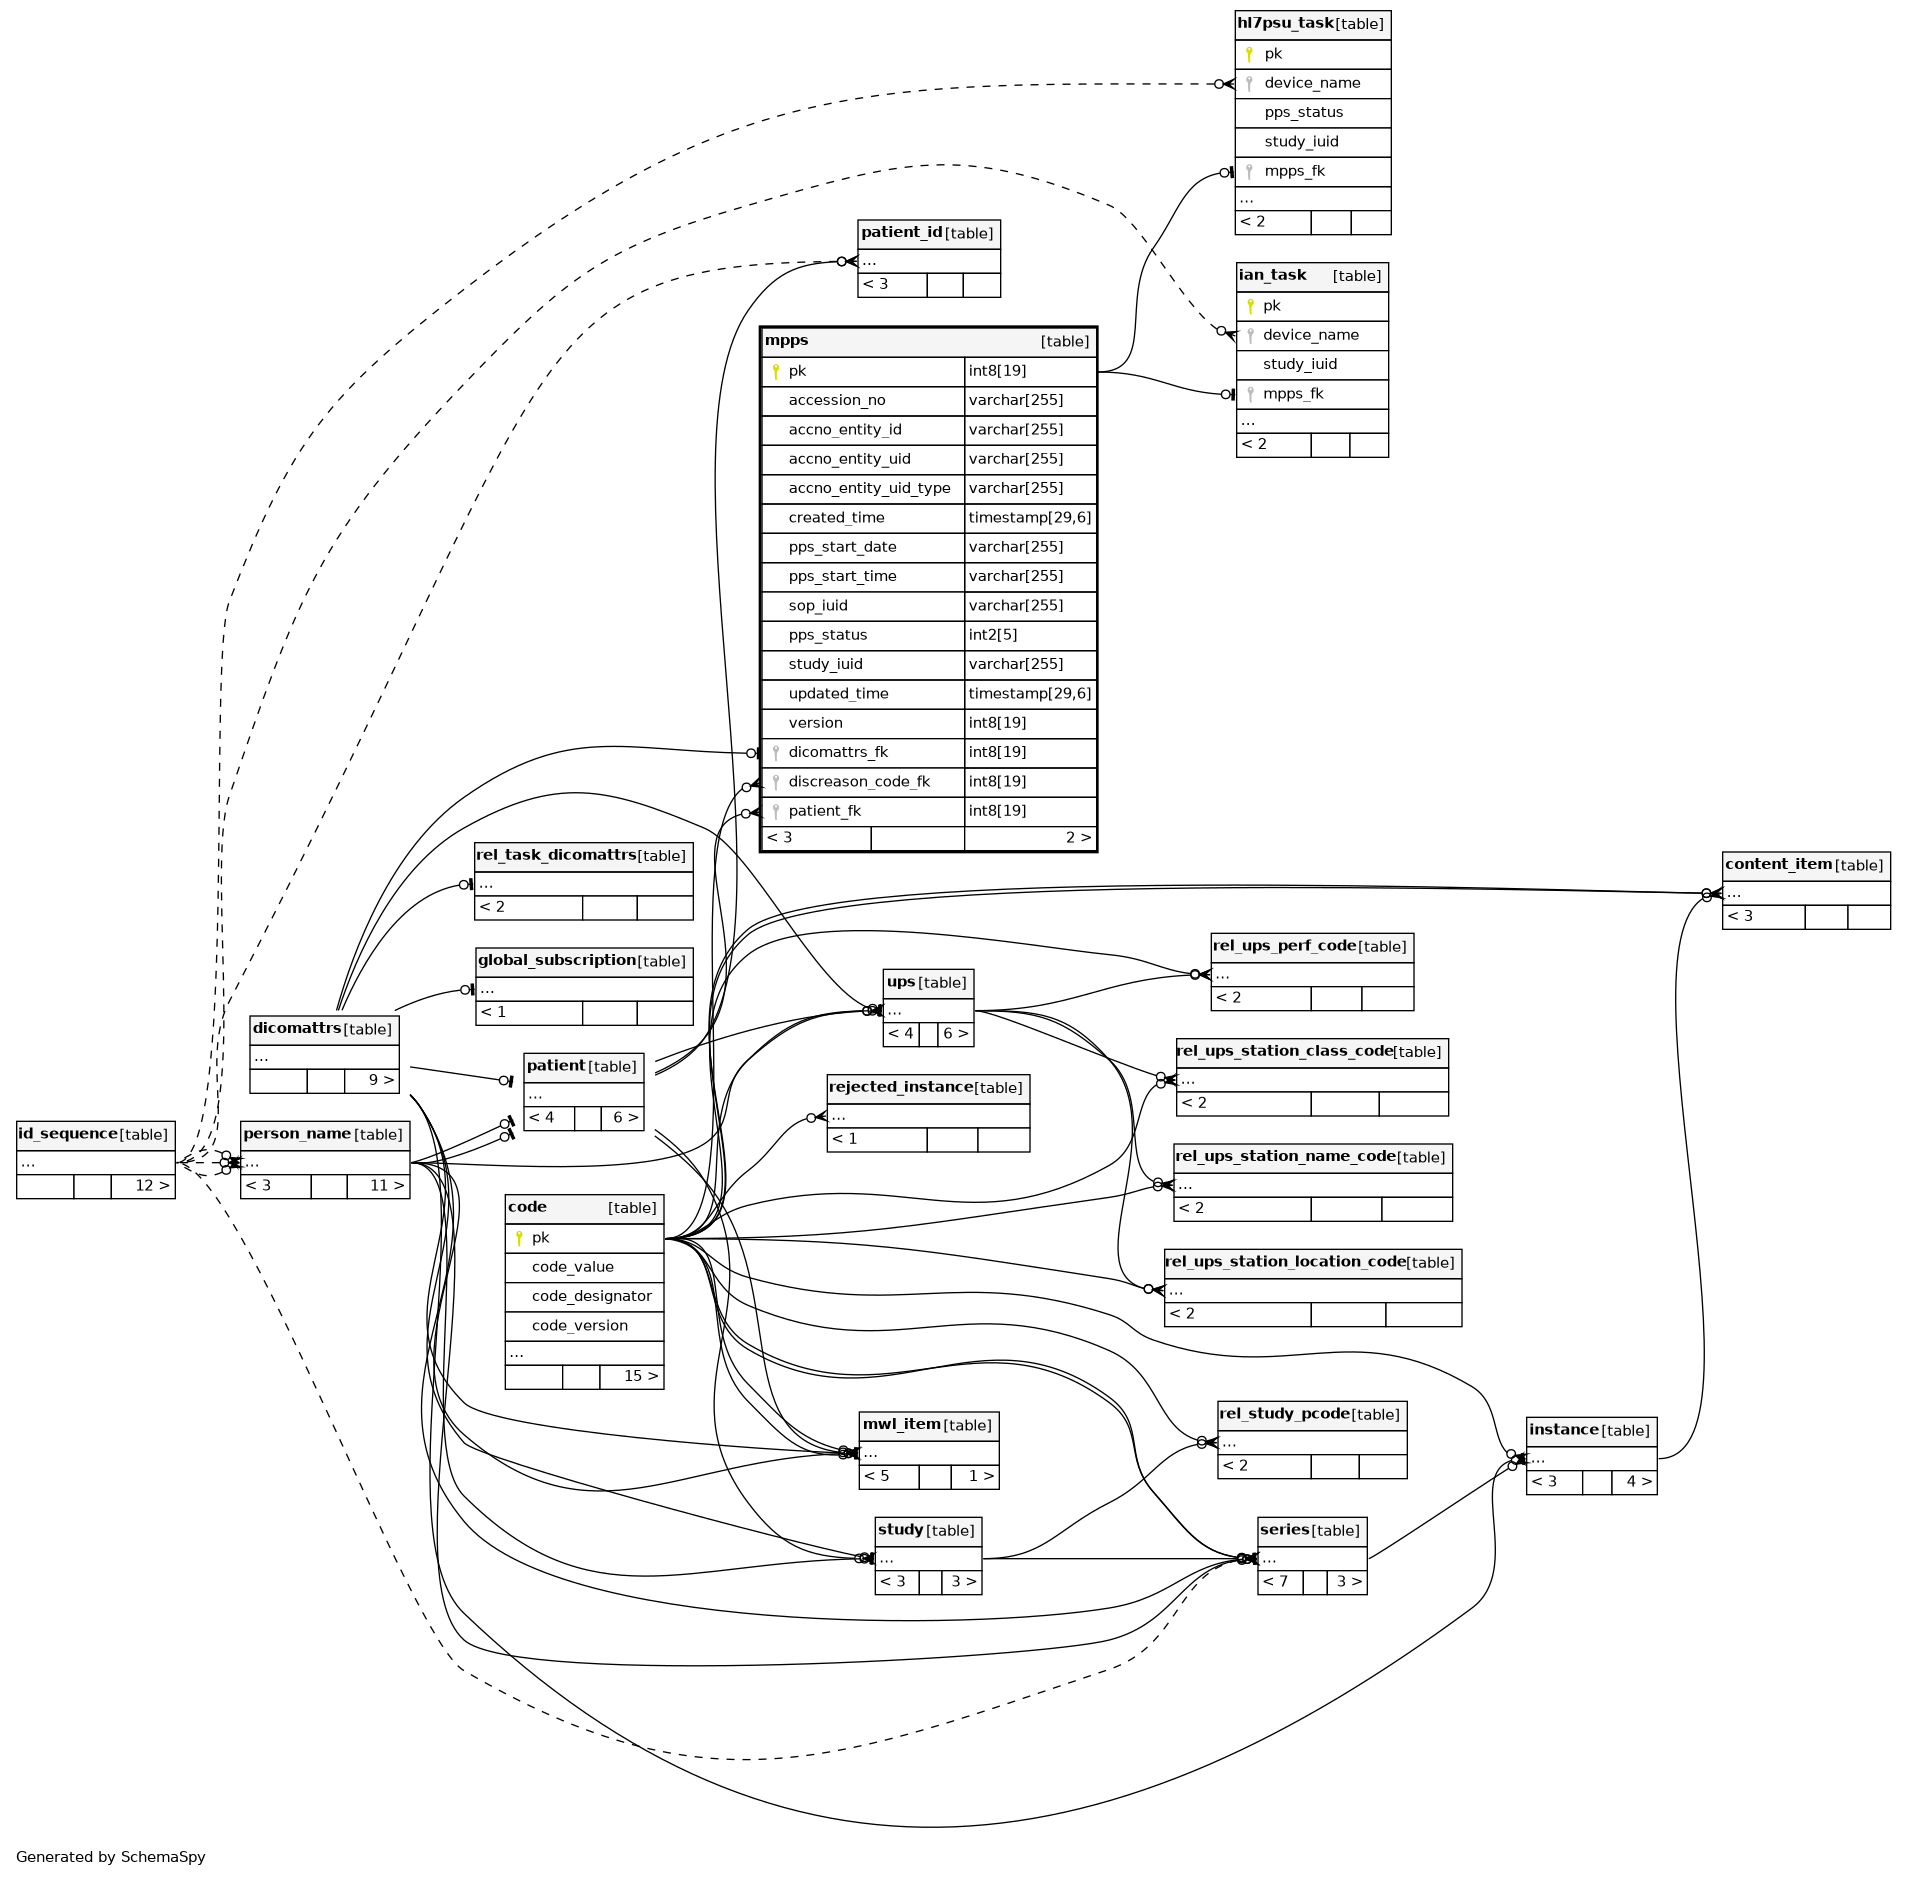 hl7psu_task [table]
pk
device_name
pps_status
study_iuid
mpps_fk
...
< 2
patient_id [table]
...
< 3
ian_task [table]
pk
device_name
study_iuid
mpps_fk
...
< 2
mpps [table]
pk int8[19]
accession_no varchar[255]
accno_entity_id varchar[255]
accno_entity_uid varchar[255]
accno_entity_uid_type varchar[255]
created_time timestamp[29,6]
pps_start_date varchar[255]
pps_start_time varchar[255]
sop_iuid varchar[255]
pps_status int2[5]
study_iuid varchar[255]
updated_time timestamp[29,6]
version int8[19]
dicomattrs_fk int8[19]
discreason_code_fk int8[19]
patient_fk int8[19]
< 3 2 >
rel_task_dicomattrs [table]
...
< 2
content_item [table]
...
< 3
global_subscription [table]
...
< 1
rel_ups_perf_code [table]
...
< 2
ups [table]
...
< 4 6 >
dicomattrs [table]
...
9 >
patient [table]
...
< 4 6 >
rel_ups_station_class_code [table]
...
< 2
rejected_instance [table]
...
< 1
id_sequence [table]
...
12 >
person_name [table]
...
< 3 11 >
rel_ups_station_name_code [table]
...
< 2
code [table]
pk
code_value
code_designator
code_version
...
15 >
rel_ups_station_location_code [table]
...
< 2
mwl_item [table]
...
< 5 1 >
rel_study_pcode [table]
...
< 2
instance [table]
...
< 3 4 >
study [table]
...
< 3 3 >
series [table]
...
< 7 3 >
Generated by SchemaSpy